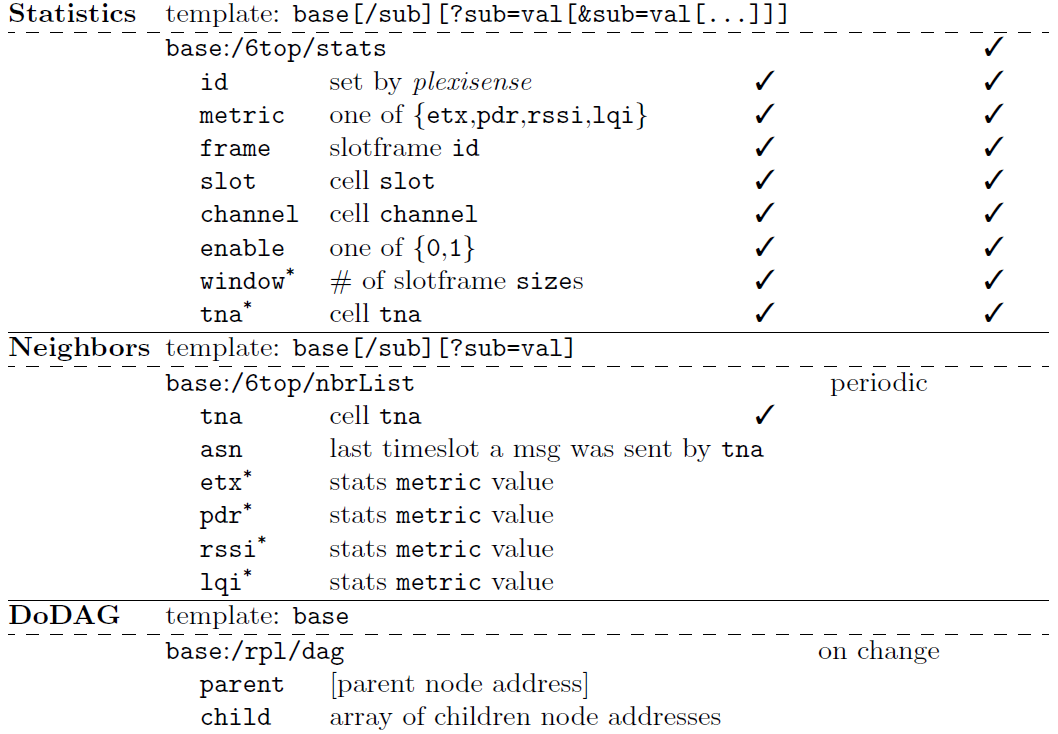 Statistics template: base[/sub][?sub=val[&sub=val[...]]]
base:/6top/stats ✓
id set by plexisense ✓ ✓
metric one of {etx,pdr,rssi,lqi} ✓ ✓
frame slotframe id ✓ ✓
slot cell slot ✓ ✓
channel cell channel ✓ ✓
enable one of {0,1} ✓ ✓
window* # of slotframe sizes ✓ ✓
tna* cell tna ✓ ✓
Neighbors template: base[/sub][?sub=val]
base:/6top/nbrList periodic
tna cell tna ✓
asn last timeslot a msg was sent by tna
etx* stats metric value
pdr* stats metric value
rssi* stats metric value
lqi* stats metric value
DoDAG template: base
base:/rpl/dag on change
parent [parent node address]
child array of children node addresses